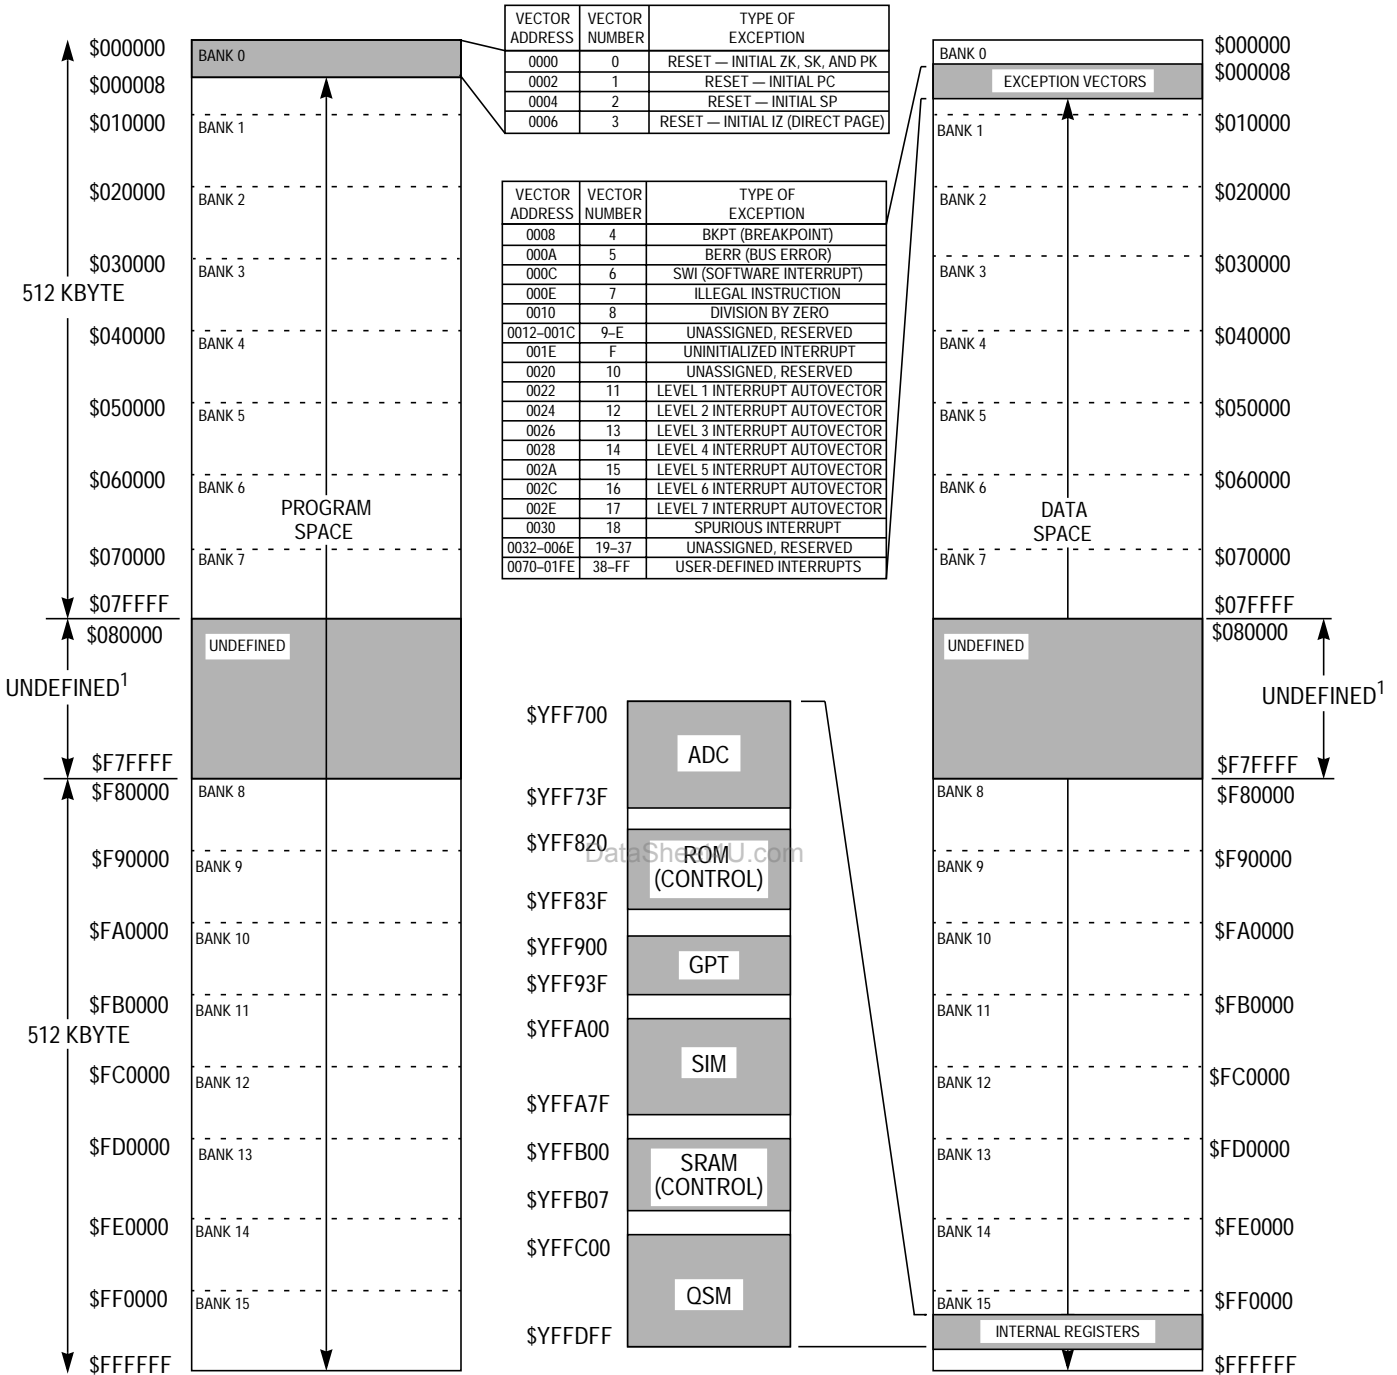 $000000
$000008
$010000
$020000
$030000
512 KBYTE
$040000
$050000
$060000
$070000
$07FFFF
$080000
UNDEFINED1
$F7FFFF
$F80000
$F90000
$FA0000
$FB0000
512 KBYTE
$FC0000
$FD0000
$FE0000
$FF0000
$FFFFFF
BANK 0
BANK 1
BANK 2
BANK 3
BANK 4
BANK 5
BANK 6
PROGRAM
SPACE
BANK 7
UNDEFINED
BANK 8
BANK 9
BANK 10
BANK 11
BANK 12
BANK 13
BANK 14
BANK 15
VECTOR ADDRESS VECTOR NUMBER TYPE OF EXCEPTION
0000 0 RESET — INITIAL ZK, SK, AND PK
0002 1 RESET — INITIAL PC
0004 2 RESET — INITIAL SP
0006 3 RESET — INITIAL IZ (DIRECT PAGE)
VECTOR ADDRESS VECTOR NUMBER TYPE OF EXCEPTION
0008 4 BKPT (BREAKPOINT)
000A 5 BERR (BUS ERROR)
000C 6 SWI (SOFTWARE INTERRUPT)
000E 7 ILLEGAL INSTRUCTION
0010 8 DIVISION BY ZERO
0012–001C 9–E UNASSIGNED, RESERVED
001E F UNINITIALIZED INTERRUPT
0020 10 UNASSIGNED, RESERVED
0022 11 LEVEL 1 INTERRUPT AUTOVECTOR
0024 12 LEVEL 2 INTERRUPT AUTOVECTOR
0026 13 LEVEL 3 INTERRUPT AUTOVECTOR
0028 14 LEVEL 4 INTERRUPT AUTOVECTOR
002A 15 LEVEL 5 INTERRUPT AUTOVECTOR
002C 16 LEVEL 6 INTERRUPT AUTOVECTOR
002E 17 LEVEL 7 INTERRUPT AUTOVECTOR
0030 18 SPURIOUS INTERRUPT
0032–006E 19–37 UNASSIGNED, RESERVED
0070–01FE 38–FF USER-DEFINED INTERRUPTS
$YFF700
ADC
$YFF73F
$YFF820
DataSheet4U.com
ROM
(CONTROL)
$YFF83F
$YFF900
GPT
$YFF93F
$YFFA00
SIM
$YFFA7F
$YFFB00
SRAM
(CONTROL)
$YFFB07
$YFFC00
QSM
$YFFDFF
BANK 0
EXCEPTION VECTORS
BANK 1
BANK 2
BANK 3
BANK 4
BANK 5
BANK 6
DATA
SPACE
BANK 7
UNDEFINED
BANK 8
BANK 9
BANK 10
BANK 11
BANK 12
BANK 13
BANK 14
BANK 15
INTERNAL REGISTERS
$000000
$000008
$010000
$020000
$030000
$040000
$050000
$060000
$070000
$07FFFF
$080000
UNDEFINED1
$F7FFFF
$F80000
$F90000
$FA0000
$FB0000
$FC0000
$FD0000
$FE0000
$FF0000
$FFFFFF